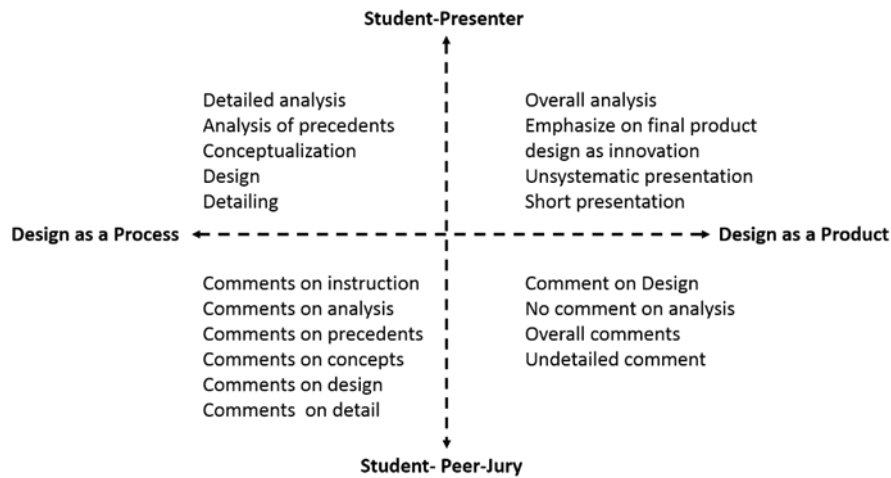 Student-Presenter
Detailed analysis
Analysis of precedents
Conceptualization
Design
Detailing
Overall analysis
Emphasize on final product
design as innovation
Unsystematic presentation
Short presentation
Design as a Process
Design as a Product
Comments on instruction
Comments on analysis
Comments on precedents
Comments on concepts
Comments on design
Comments on detail
Comment on Design
No comment on analysis
Overall comments
Undetailed comment
Student- Peer-Jury